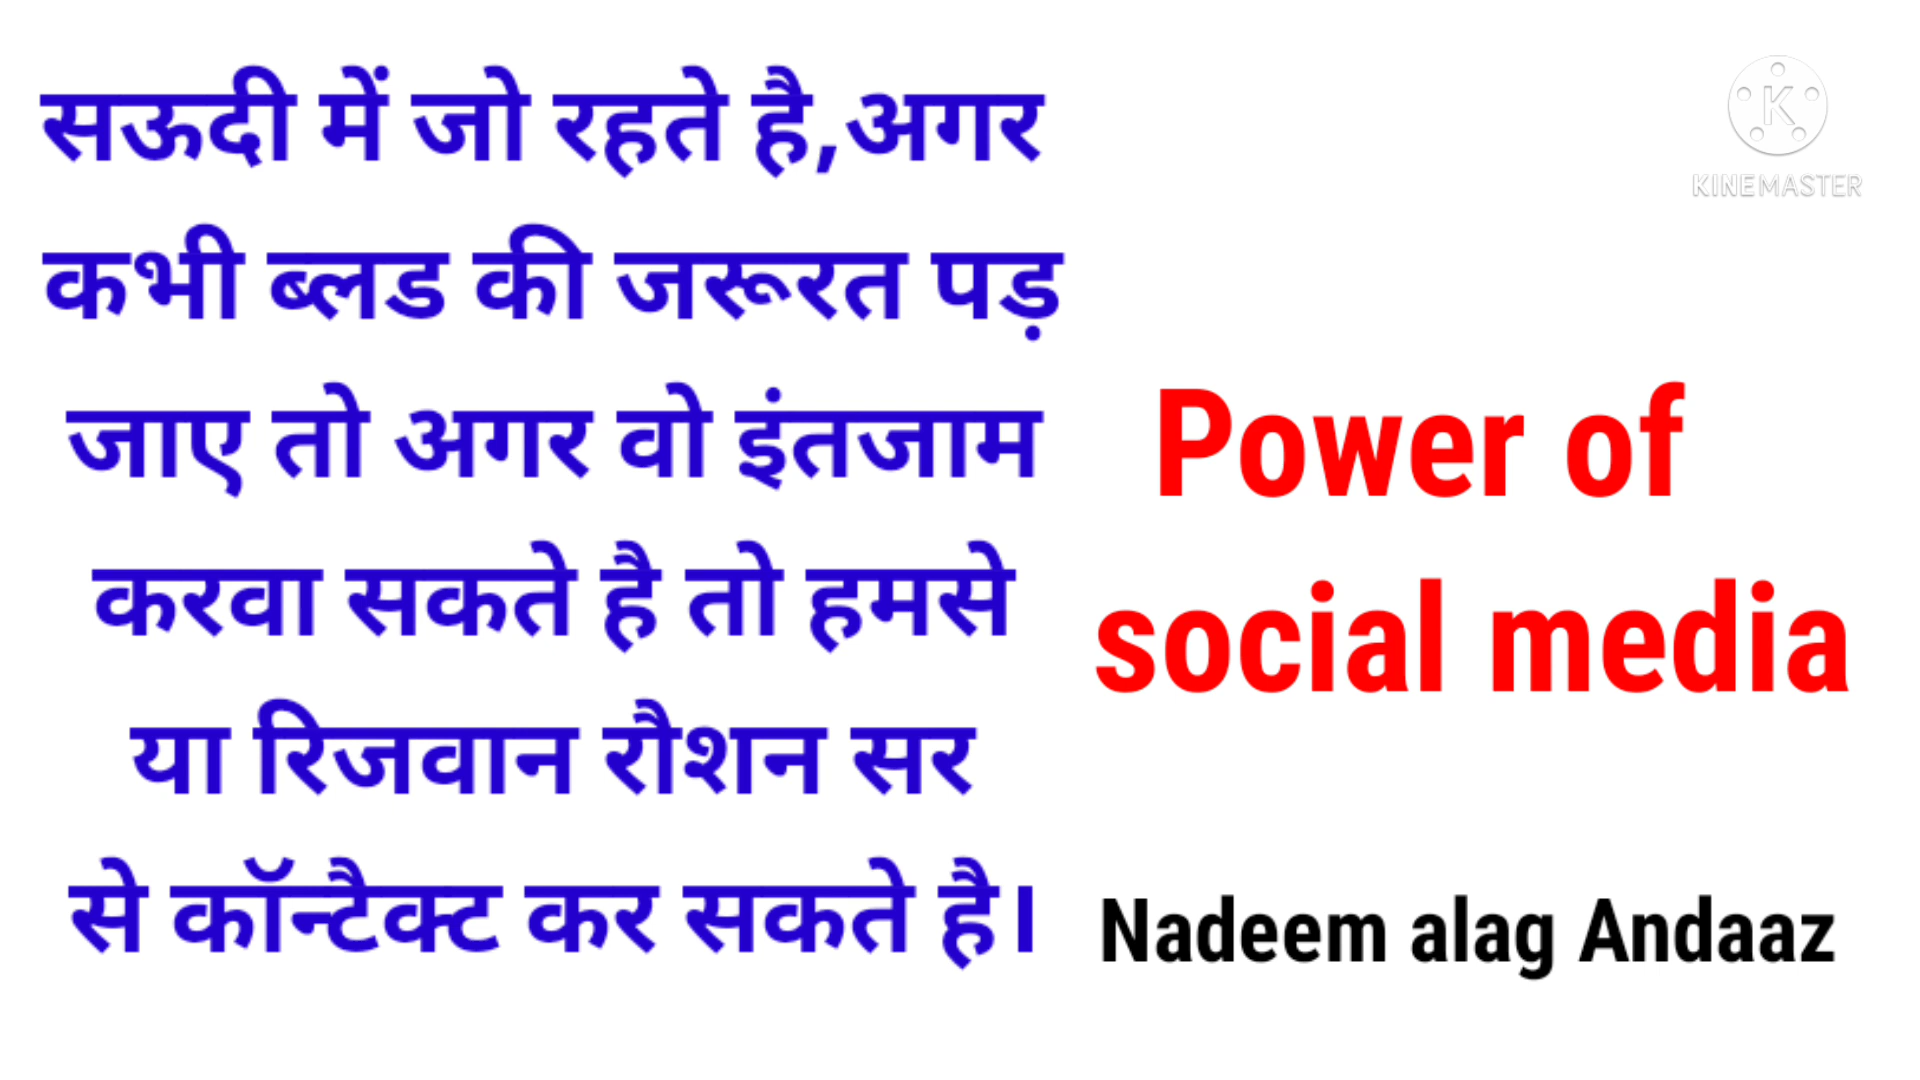 सऊदी में जो रहते है,अगर
कभी ब्लड की जरूरत पड़
जाए तो अगर वो इंतजाम
करवा सकते है तो हमसे
या रिजवान रौशन सर
से कॉन्टैक्ट कर सकते है।
K
KINEMASTER
Power of
social media
Nadeem alag Andaaz